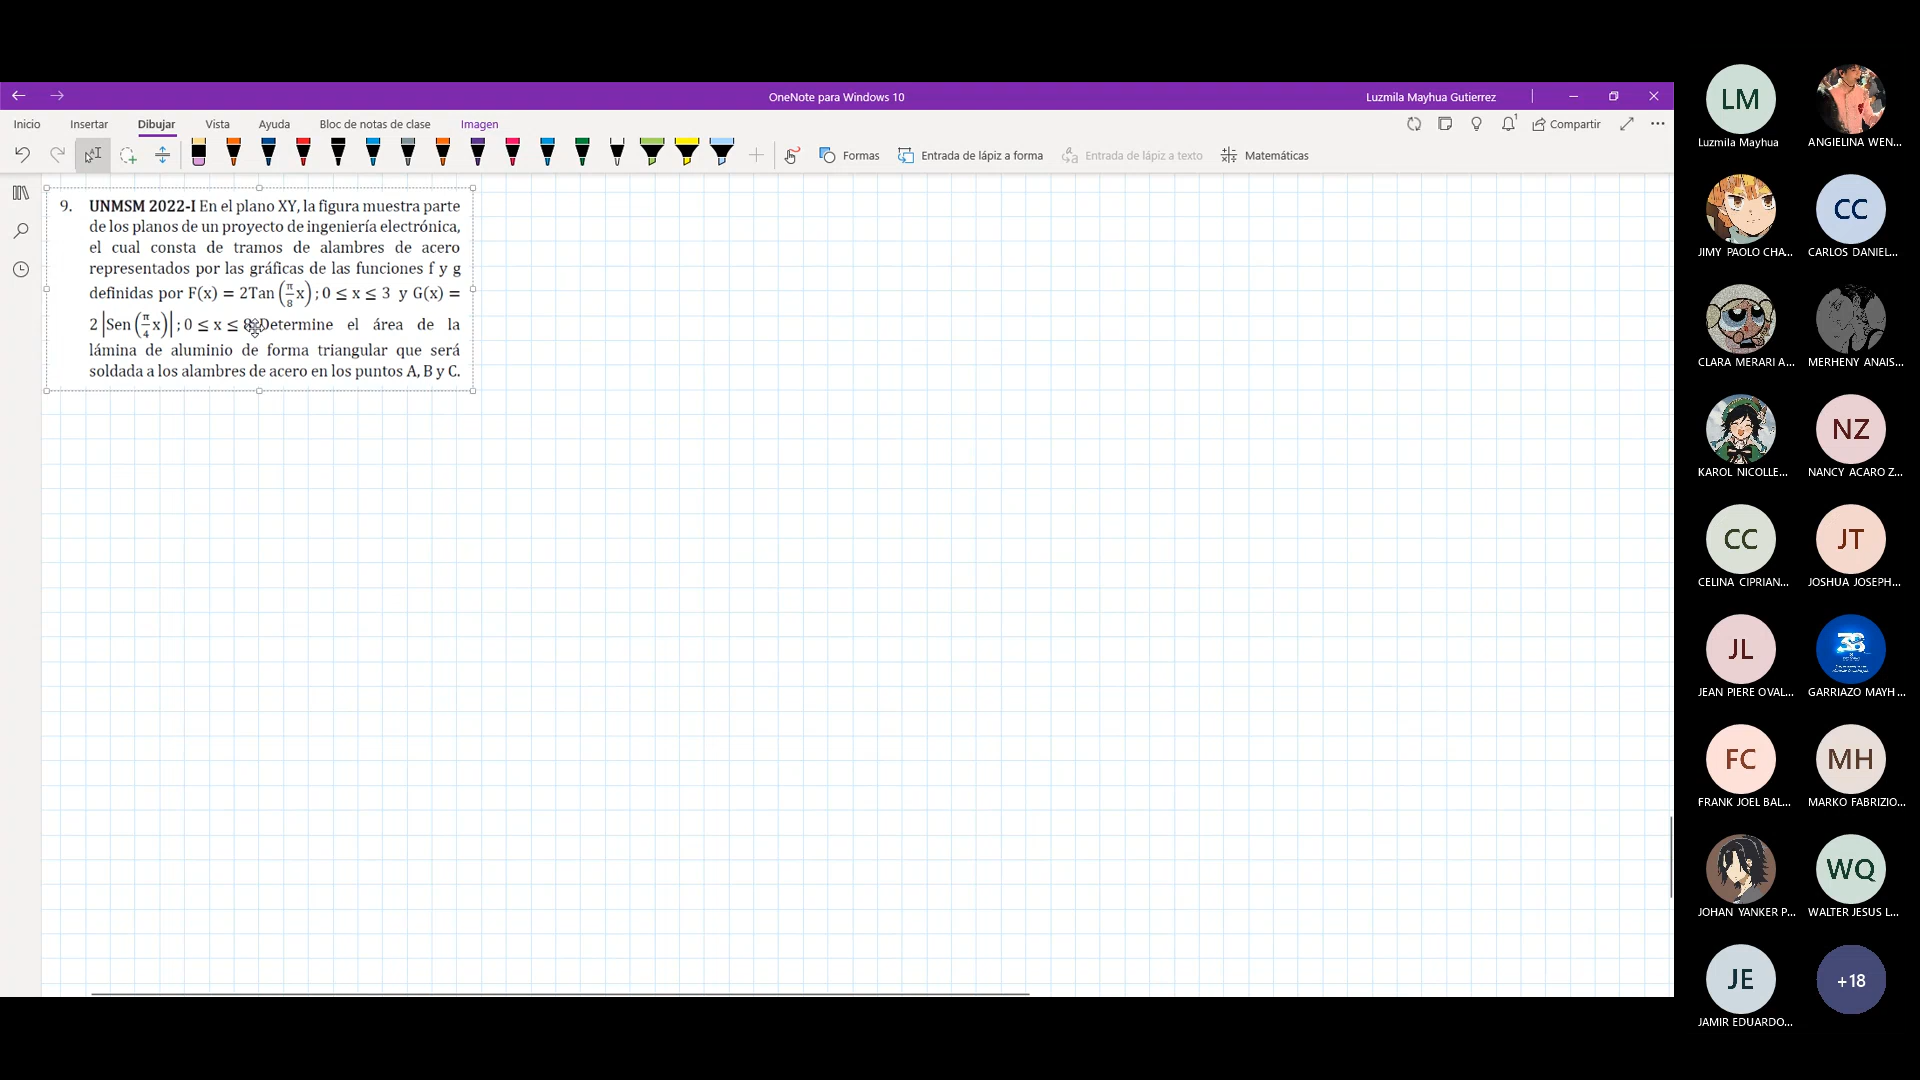 OneNote para Windows 10
Luzmila Mayhua Gutierrez
Inicio
Insertar
Dibujar
Vista
Ayuda
Bloc de notas de clase
Imagen
Compartir
Formas
Entrada de lápiz a forma
Entrada de lápiz a texto
Matemáticas
9. UNMSM 2022-I En el plano XY, la figura muestra parte
de los planos de un proyecto de ingeniería electrónica,
el cual consta de tramos de alambres de acero
representados por las gráficas de las funciones f y g
definidas por F(x) = 2Tan(π/8 x); 0 ≤ x ≤ 3 y G(x) =
2|Sen(π/4 x)|; 0 ≤ x ≤ 8 Determine el área de la
lámina de aluminio de forma triangular que será
soldada a los alambres de acero en los puntos A, B y C.
LM
Luzmila Mayhua
ANGIELINA WEN...
JIMY PAOLO CHA...
CC
CARLOS DANIEL...
CLARA MERARI A...
MERHENY ANAIS...
KAROL NICOLLE...
NZ
NANCY ACARO Z...
CC
CELINA CIPRIAN...
JT
JOSHUA JOSEPH...
JL
JEAN PIERE OVAL...
38
GARRIAZO MAYH...
FC
FRANK JOEL BAL...
MH
MARKO FABRIZIO...
JOHAN YANKER P...
WQ
WALTER JESUS L...
JE
JAMIR EDUARDO...
+18